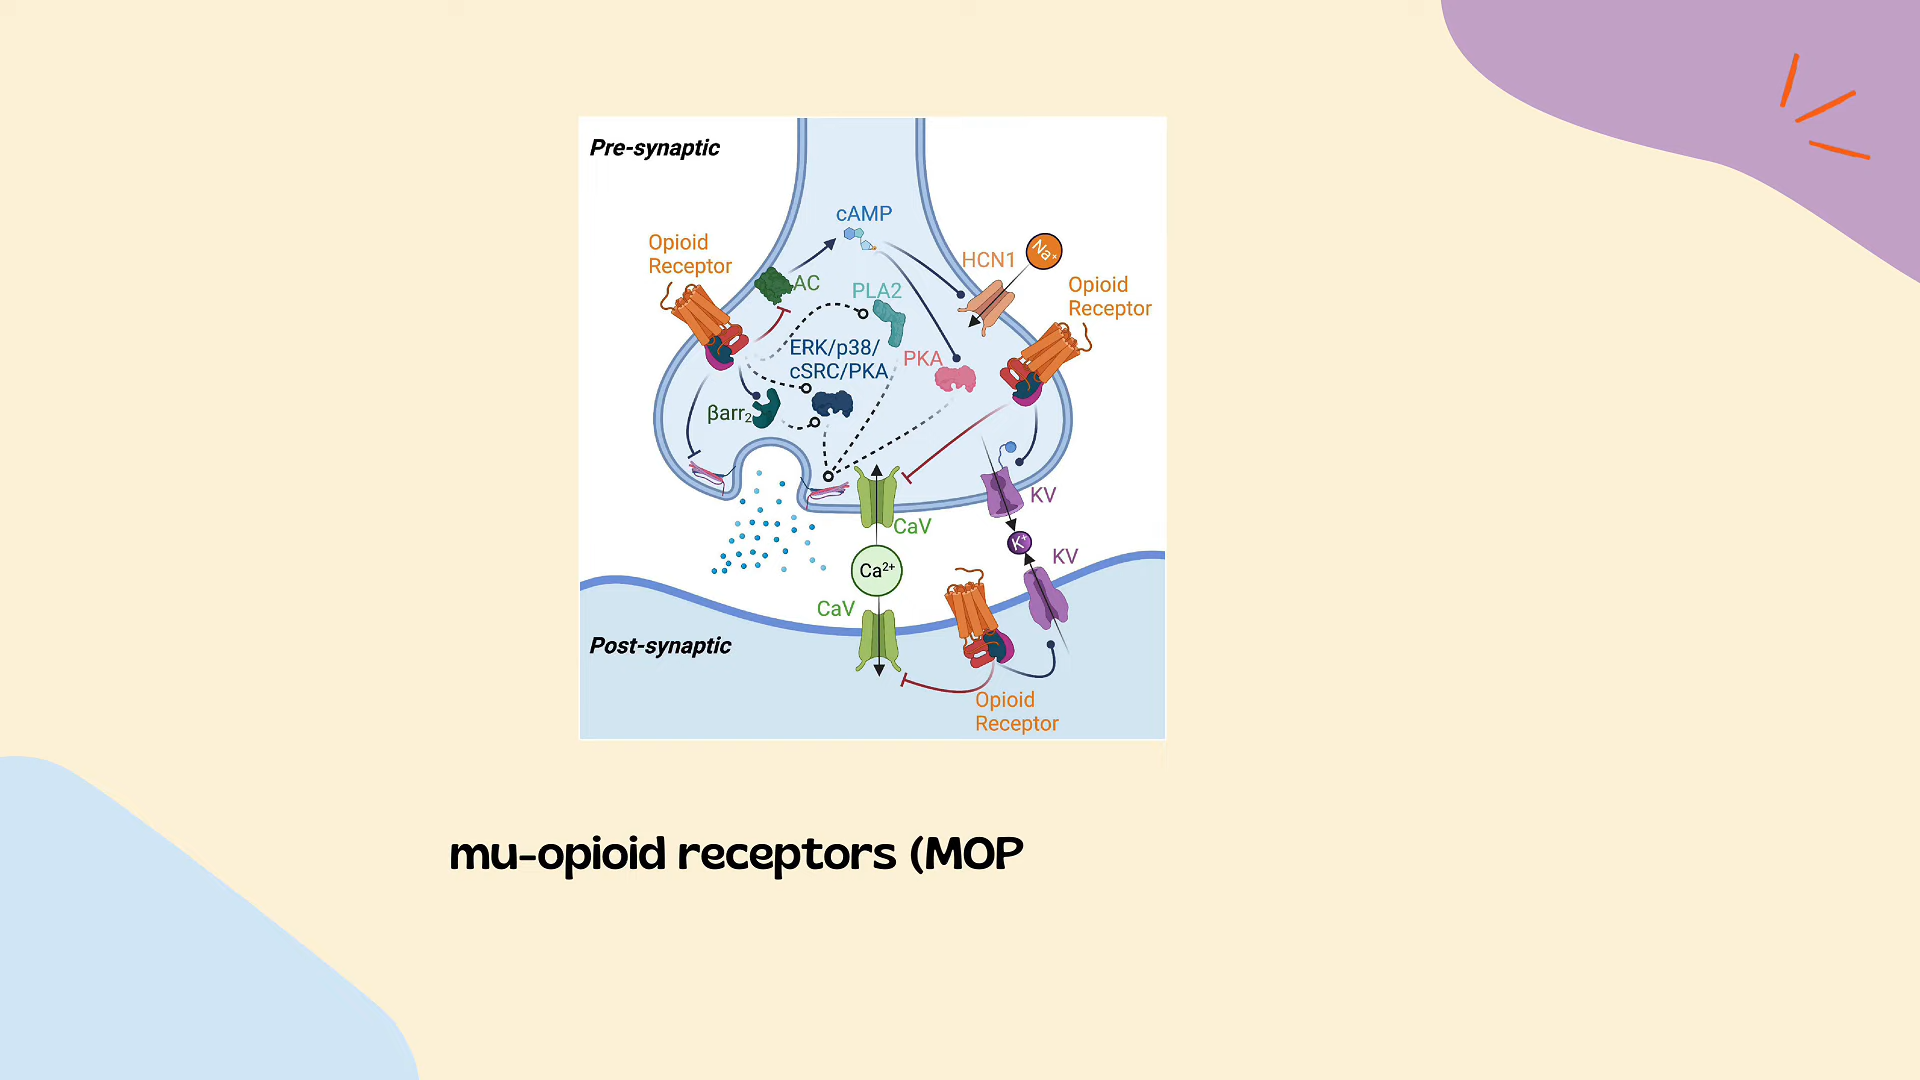 Pre-synaptic
cAMP
Opioid
Receptor
HCN1
Na+
AC
PLA2
Opioid
Receptor
ERK/p38/
cSRC/PKA
PKA
βarr₂
KV
CaV
K+
KV
Ca²⁺
CaV
Post-synaptic
Opioid
Receptor
mu-opioid receptors (MOP